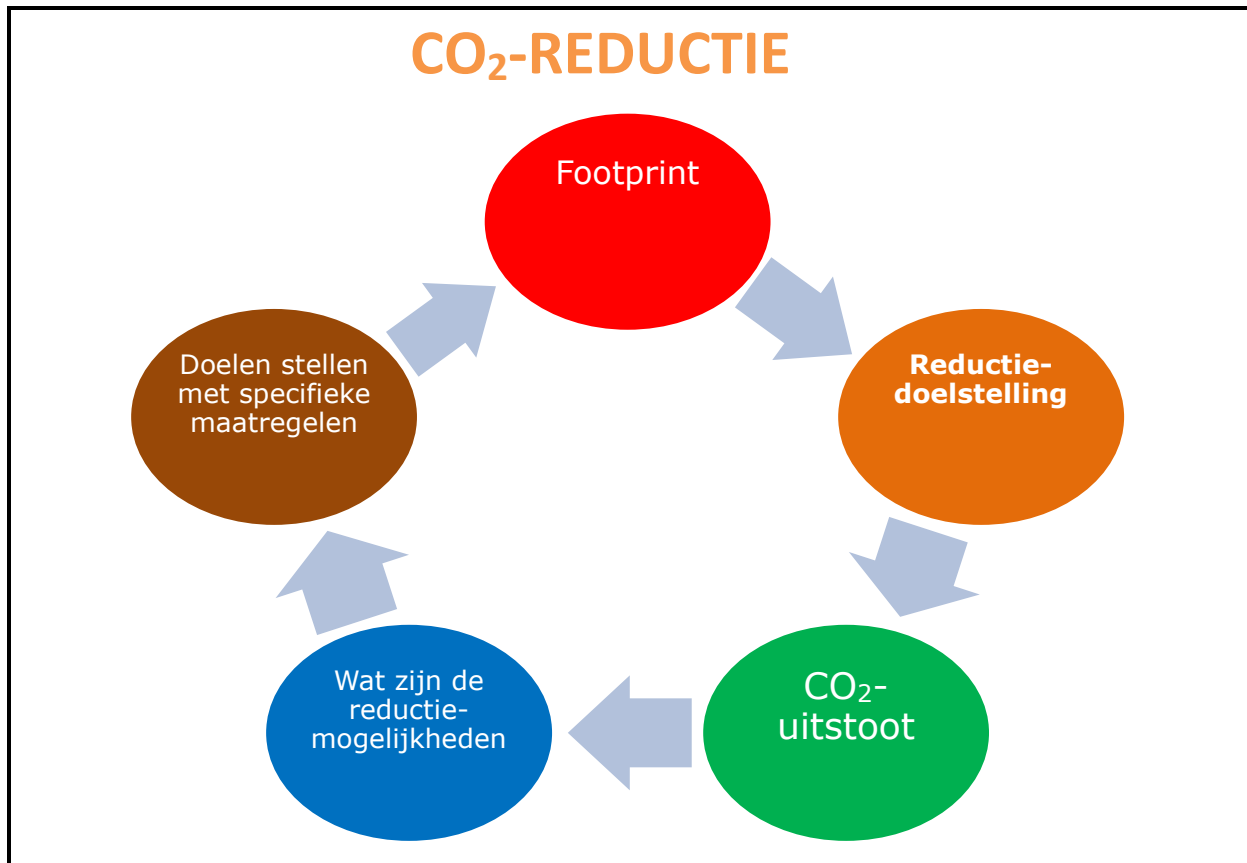 CO₂-REDUCTIE
Footprint
Reductie-
doelstelling
CO₂-
uitstoot
Wat zijn de
reductie-
mogelijkheden
Doelen stellen
met specifieke
maatregelen